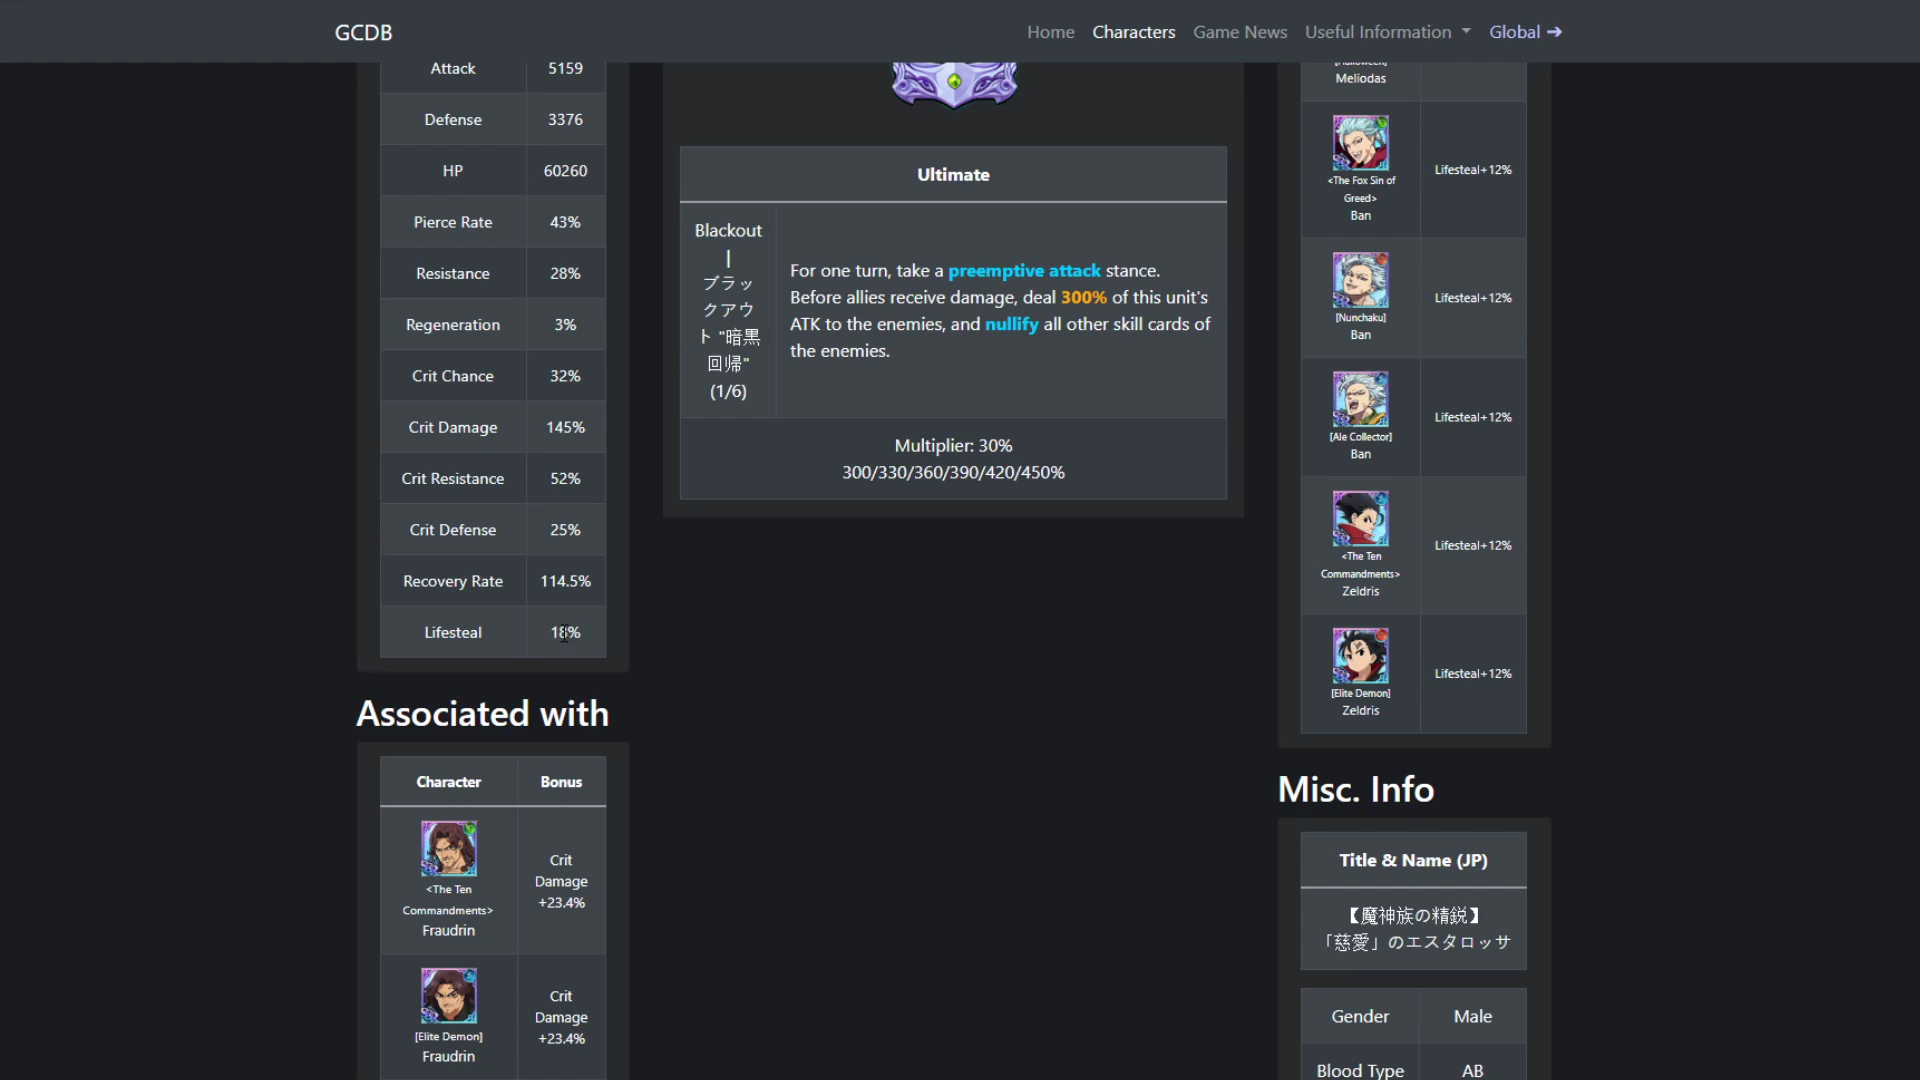 GCDB
Home Characters Game News Useful Information Global
Attack 5159
Defense 3376
HP 60260
Pierce Rate 43%
Resistance 28%
Regeneration 3%
Crit Chance 32%
Crit Damage 145%
Crit Resistance 52%
Crit Defense 25%
Recovery Rate 114.5%
Lifesteal
Associated with
Character Bonus
<The Ten
Commandments>
Fraudrin
Crit
Damage
+23.4%
[Elite Demon]
Fraudrin
Crit
Damage
+23.4%
Ultimate
Blackout
|
ブラッ
クアウ
ト "暗黒
回帰"
(1/6)
For one turn, take a preemptive attack stance.
Before allies receive damage, deal 300% of this unit's
ATK to the enemies, and nullify all other skill cards of
the enemies.
Multiplier: 30%
300/330/360/390/420/450%
[Halloween]
Meliodas
<The Fox Sin of
Greed>
Ban
Lifesteal+12%
[Nunchaku]
Ban
Lifesteal+12%
[Ale Collector]
Ban
Lifesteal+12%
<The Ten
Commandments>
Zeldris
Lifesteal+12%
[Elite Demon]
Zeldris
Lifesteal+12%
Misc. Info
Title & Name (JP)
【魔神族の精鋭】
「慈愛」のエスタロッサ
Gender Male
Blood Type AB